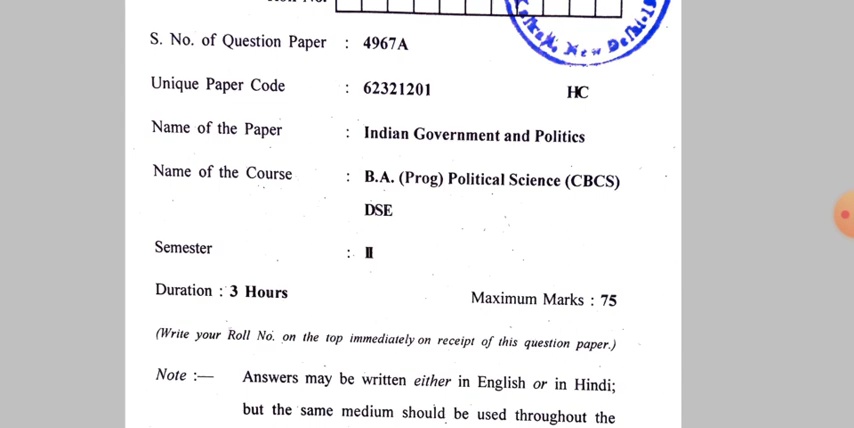 S. No. of Question Paper : 4967A
Unique Paper Code : 62321201 HC
Name of the Paper : Indian Government and Politics
Name of the Course : B.A. (Prog) Political Science (CBCS)
DSE
Semester : II
Duration : 3 Hours Maximum Marks : 75
(Write your Roll No. on the top immediately on receipt of this question paper.)
Note :— Answers may be written either in English or in Hindi;
but the same medium should be used throughout the